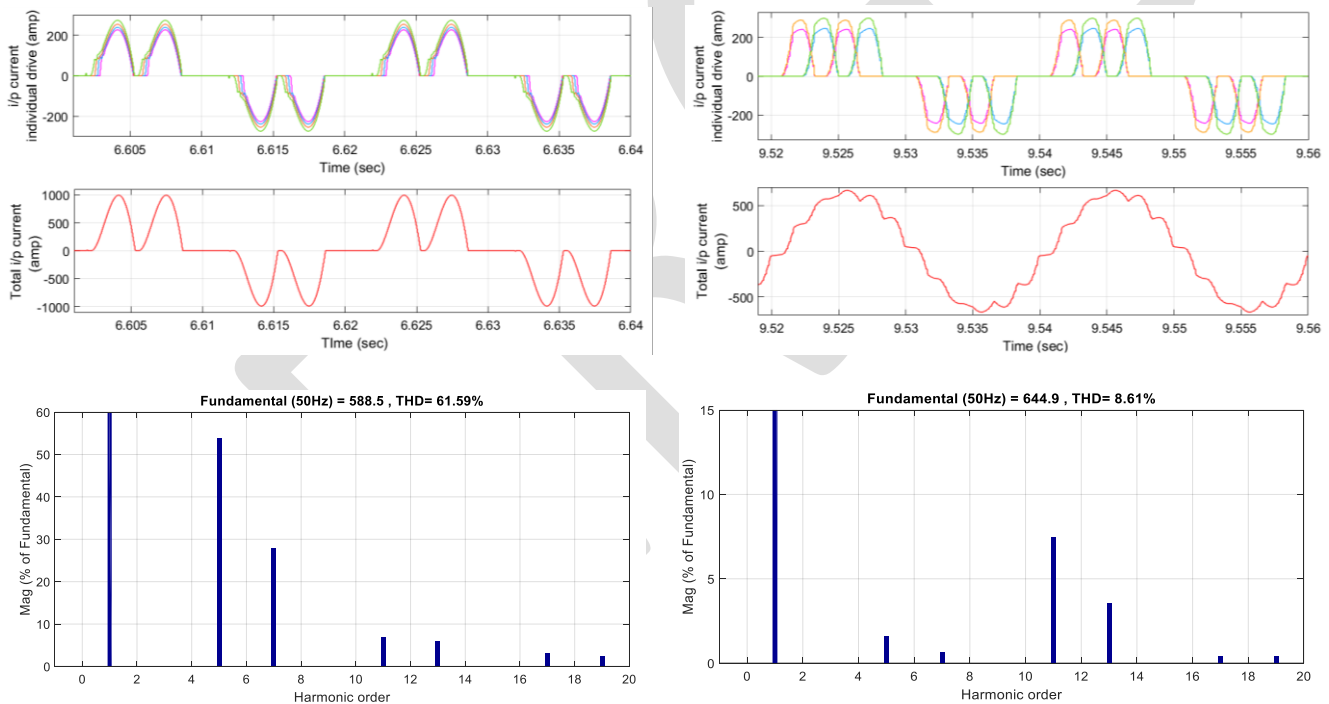 i/p current
individual drive (amp)
200
0
-200
6.605
6.61
6.615
6.62
6.625
6.63
6.635
6.64
Time (sec)
Total i/p current
(amp)
1000
500
0
-500
-1000
6.605
6.61
6.615
6.62
6.625
6.63
6.635
6.64
TIme (sec)
i/p current
individual drive (amp)
200
0
-200
9.52
9.525
9.53
9.535
9.54
9.545
9.55
9.555
9.56
Time (sec)
Total i/p current
(amp)
500
0
-500
9.52
9.525
9.53
9.535
9.54
9.545
9.55
9.555
9.56
Time (sec)
Fundamental (50Hz) = 588.5 , THD= 61.59%
Mag (% of Fundamental)
60
50
40
30
20
10
0
0 2 4 6 8 10 12 14 16 18 20
Harmonic order
Fundamental (50Hz) = 644.9 , THD= 8.61%
Mag (% of Fundamental)
15
10
5
0
0 2 4 6 8 10 12 14 16 18 20
Harmonic order